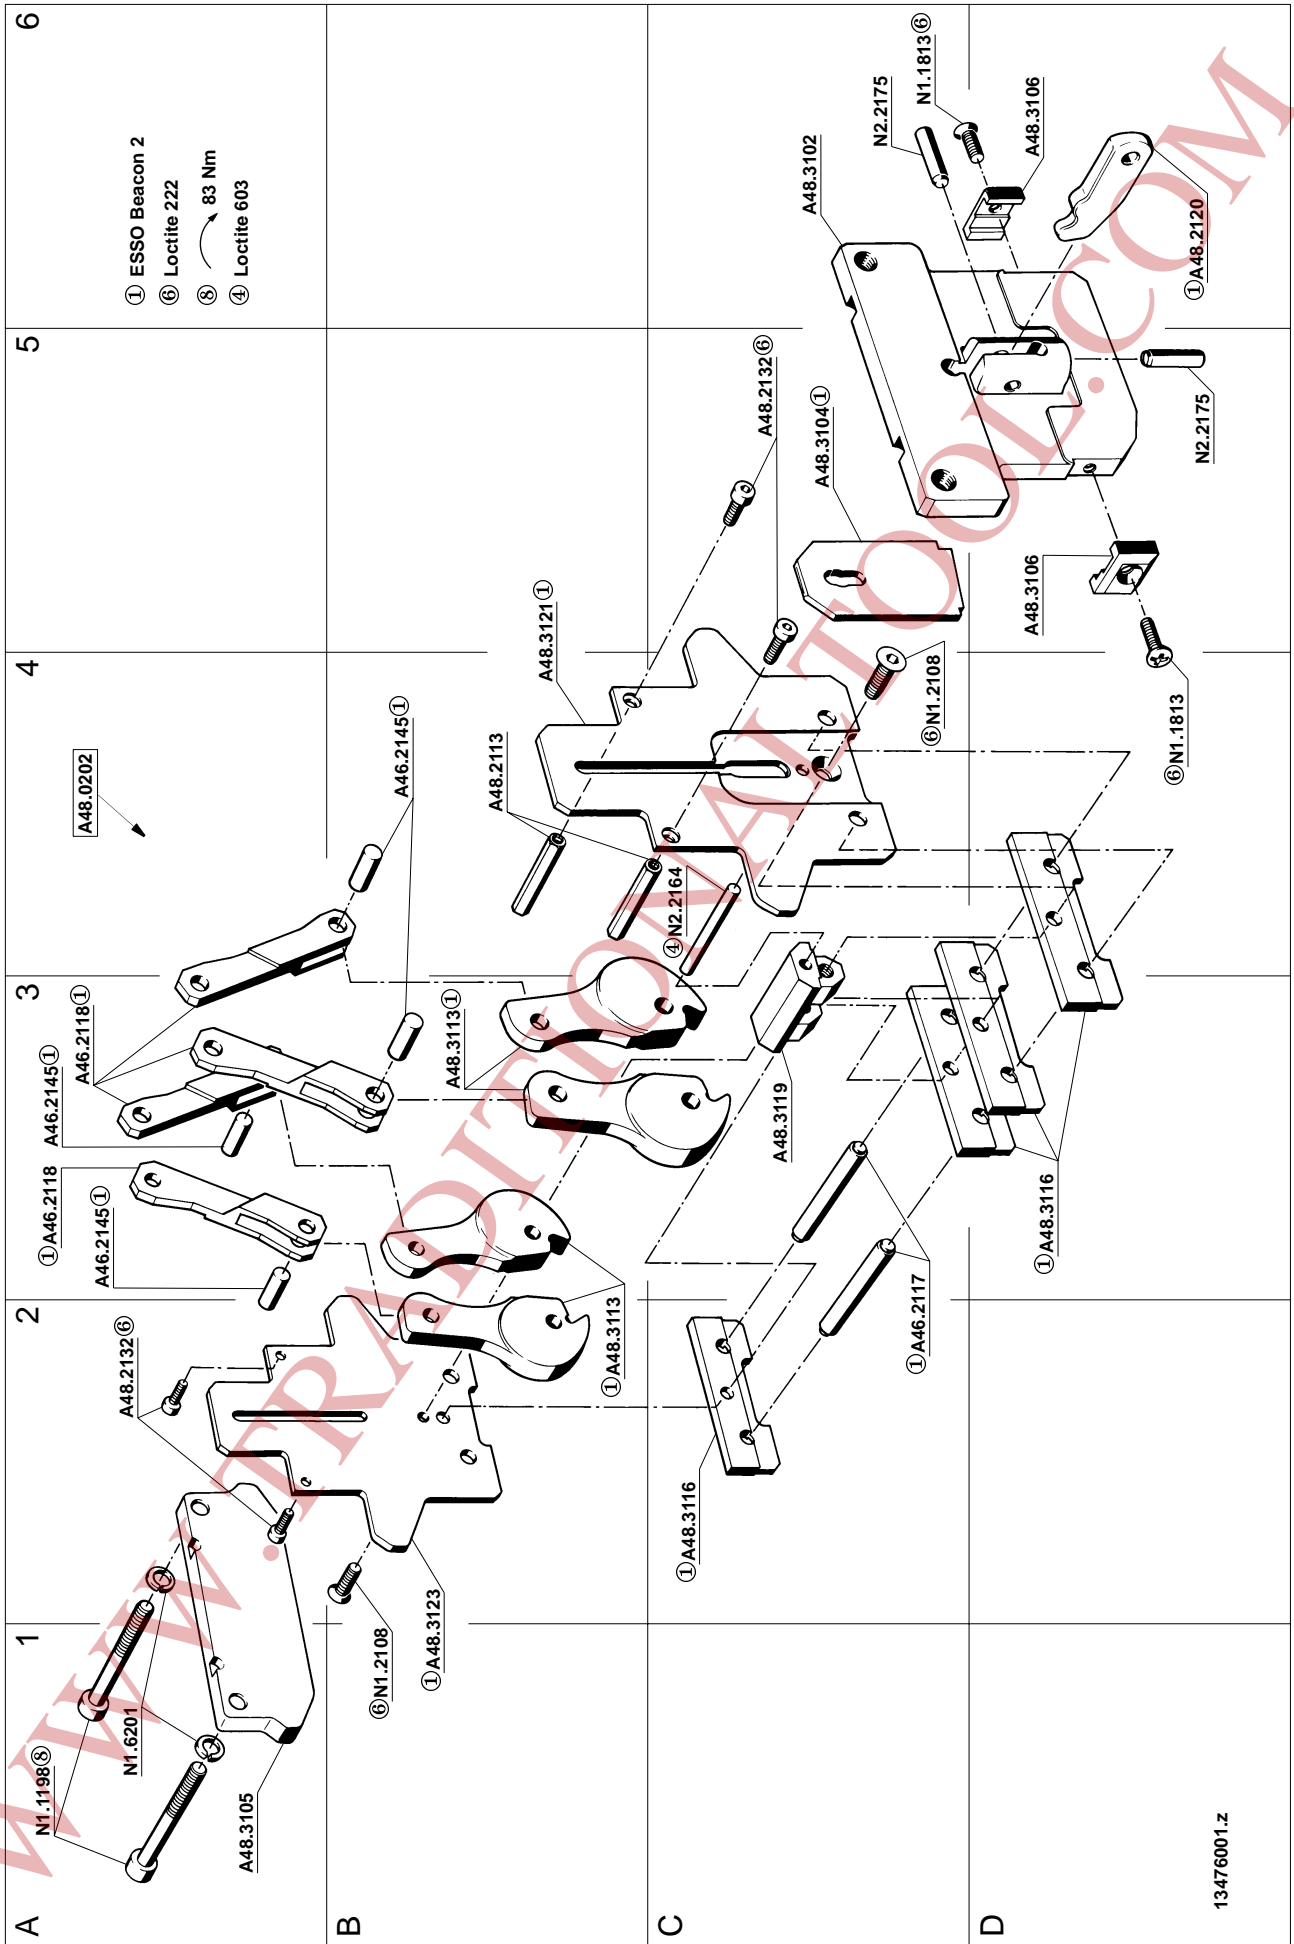 A
B
C
D
1
2
3
4
5
6
① ESSO Beacon 2
⑥ Loctite 222
⑧ 83 Nm
④ Loctite 603
A48.0202
N1.1198⑧
N1.6201
A48.3105
A48.2132⑥
⑥N1.2108
①A48.3123
①A46.2118
A46.2145①
A46.2145①
A46.2118①
A46.2145①
①A48.3113
A48.3113①
A48.2113
④N2.2164
A48.3121①
A48.2132⑥
A48.3104①
⑥N1.2108
A48.3119
①A46.2117
①A48.3116
①A48.3116
A48.3102
N2.2175
N1.1813⑥
A48.3106
①A48.2120
N2.2175
A48.3106
⑥N1.1813
13476001.z
WWW.TRADITIONALTOOL.COM